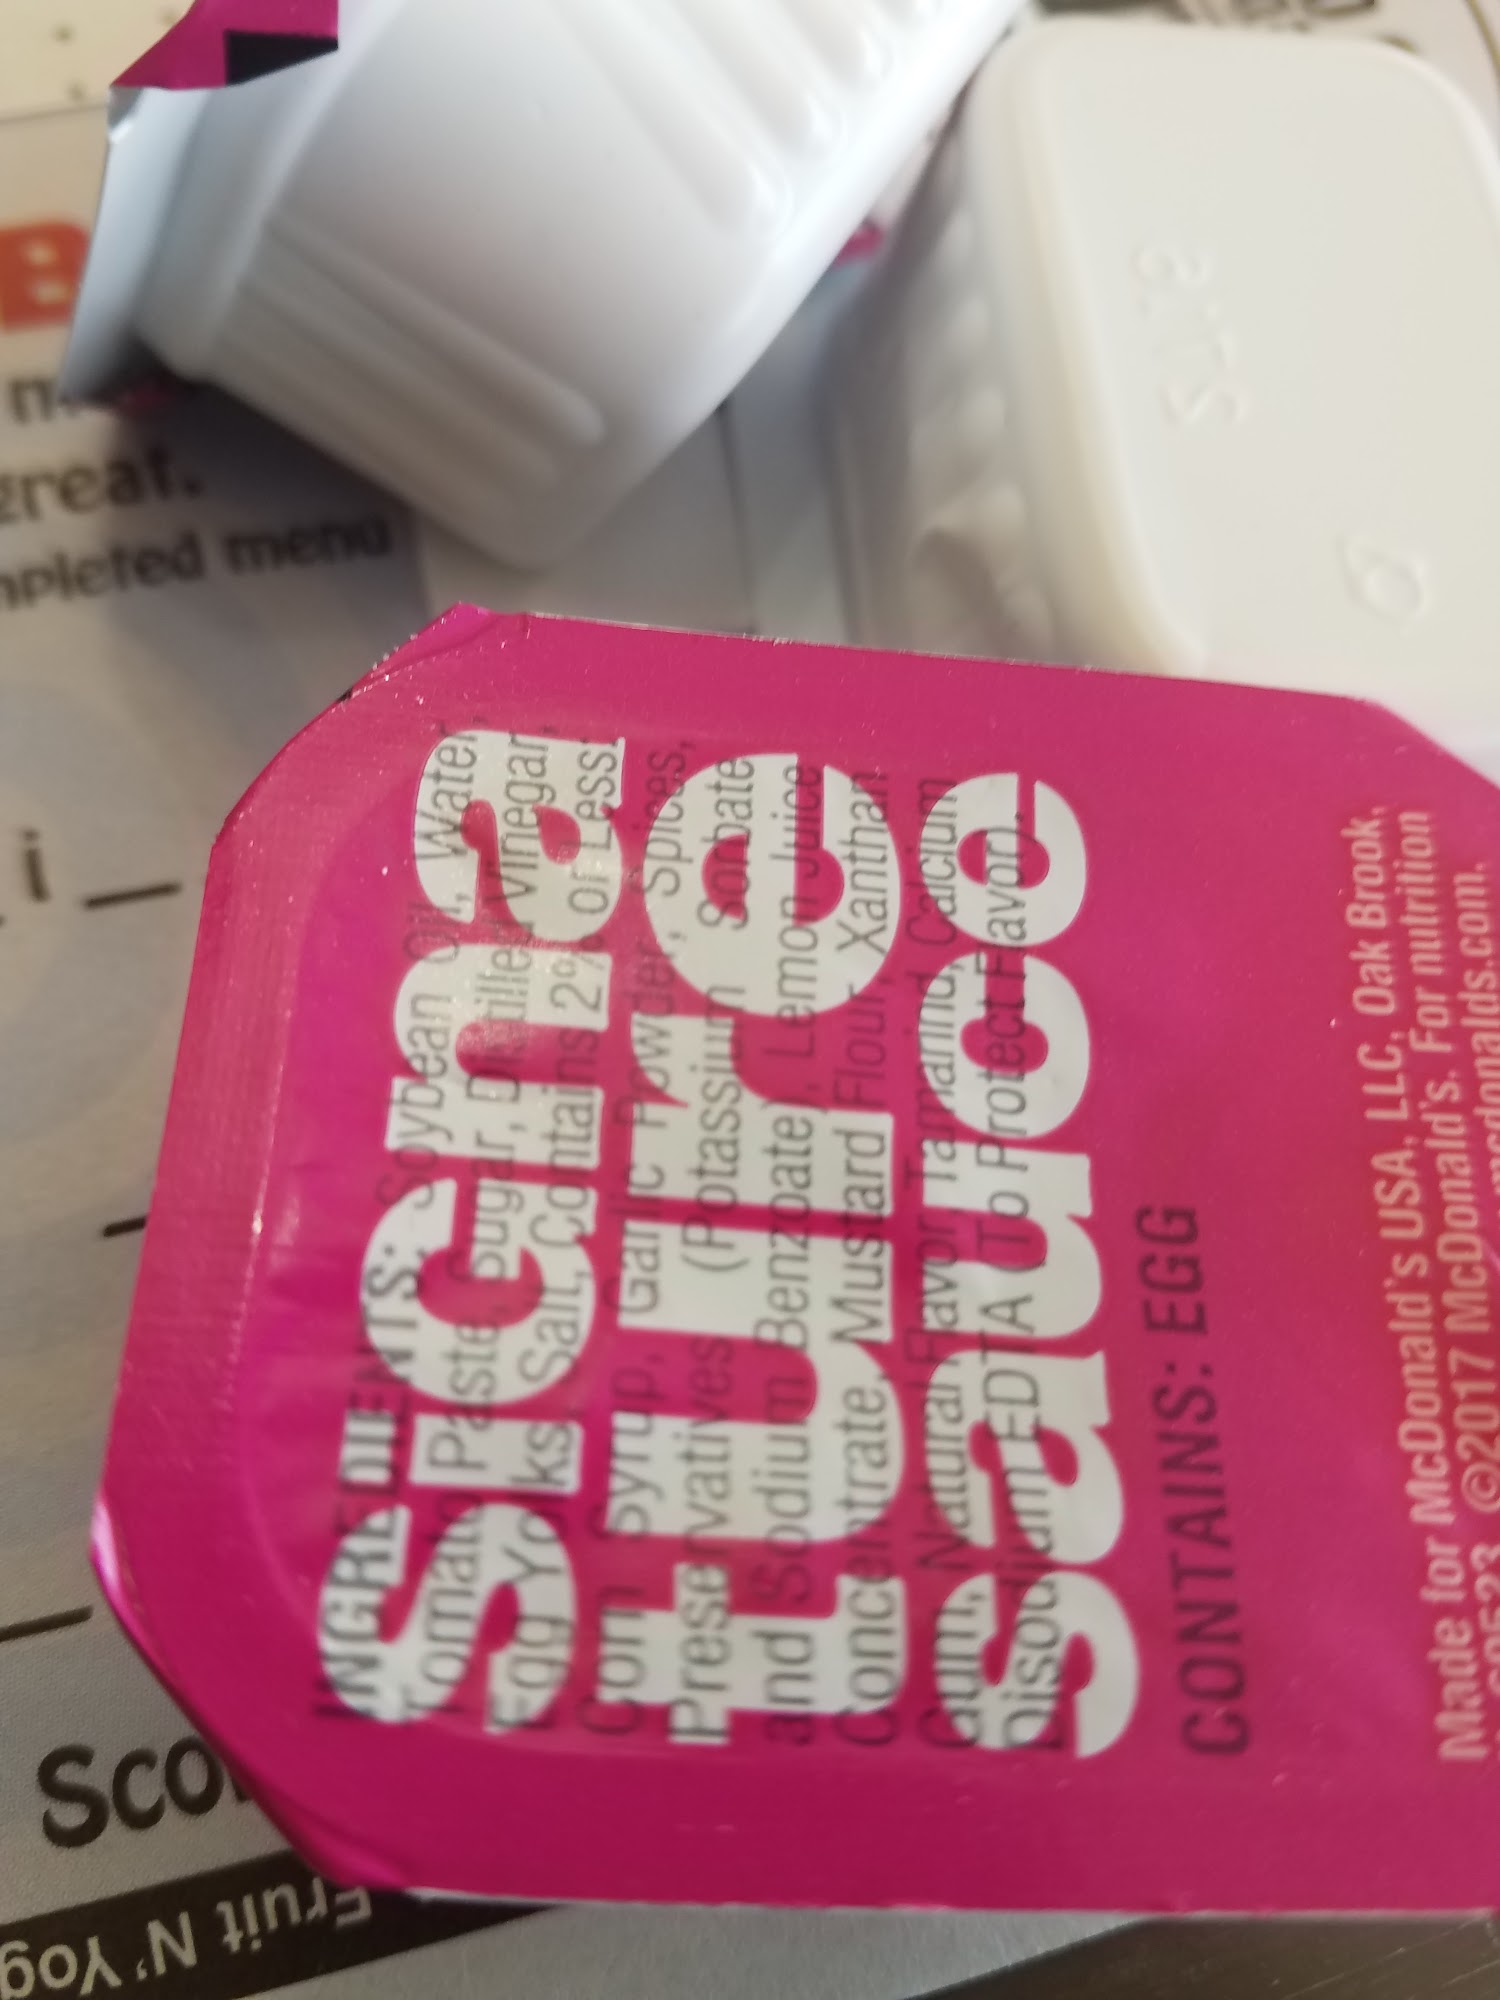 signa
ture
sauce
INGREDIENTS: Soybean Oil, Water,
Tomato Paste, Sugar, Distilled Vinegar,
Egg Yolks, Salt, Contains 2% or Less:
Corn Syrup, Garlic Powder, Spices,
Preservatives (Potassium Sorbate
and Sodium Benzoate), Lemon Juice
Concentrate, Mustard Flour, Xanthan
Gum, Natural Flavor, Tamarind, Calcium
Disodium EDTA (To Protect Flavor).
CONTAINS: EGG
Made for McDonald's USA, LLC, Oak Brook,
©2017 McDonald's. For nutrition
mcdonalds.com.
great.
menu
Fruit N'